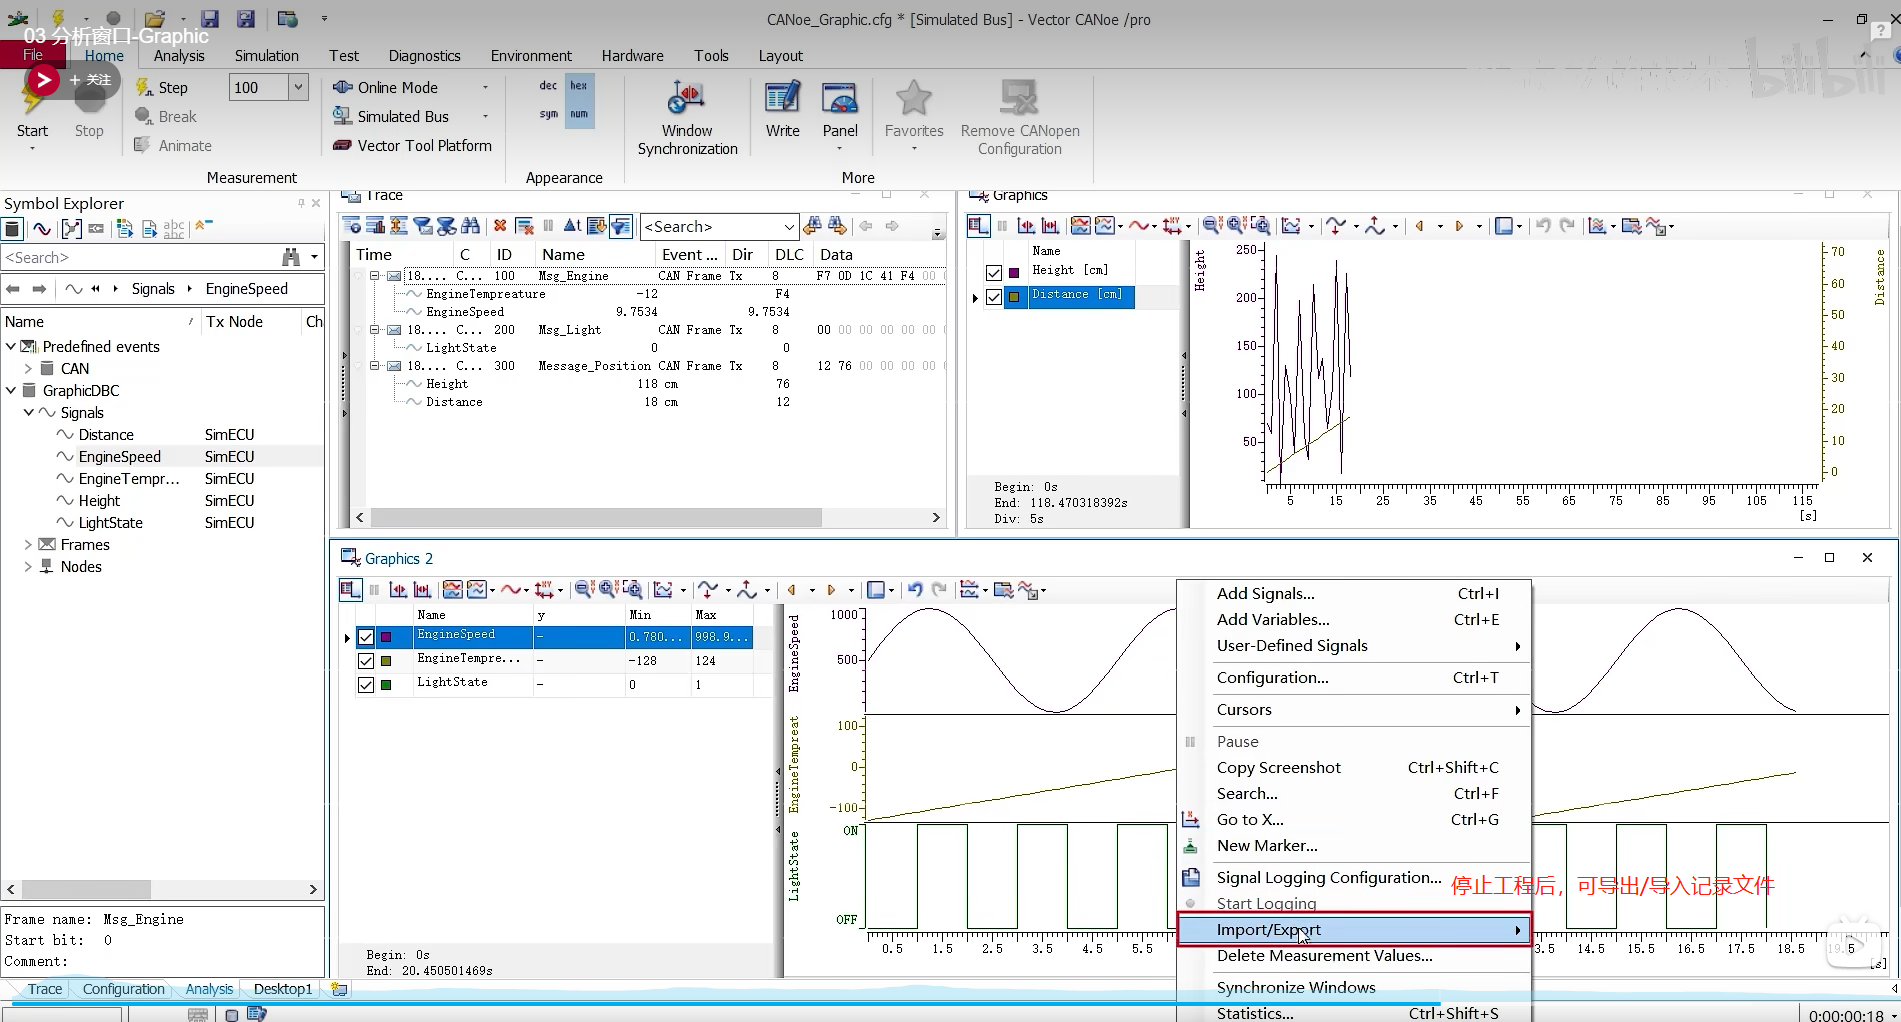 CANoe_Graphic.cfg * [Simulated Bus] - Vector CANoe /pro
03 分析窗口-Graphic
File Home Analysis Simulation Test Diagnostics Environment Hardware Tools Layout
+ 关注
bilibili
Step 100
Break
Animate
Start Stop
Measurement
Online Mode
Simulated Bus
Vector Tool Platform
dec hex
sym num
Appearance
Window Synchronization
Write Panel Favorites
Remove CANopen Configuration
More
Symbol Explorer
<Search>
Signals EngineSpeed
Name Tx Node Ch
Predefined events
CAN
GraphicDBC
Signals
Distance SimECU
EngineSpeed SimECU
EngineTempr... SimECU
Height SimECU
LightState SimECU
Frames
Nodes
Frame name: Msg_Engine
Start bit: 0
Comment:
Trace
<Search>
Time C ID Name Event ... Dir DLC Data
18.... C... 100 Msg_Engine CAN Frame Tx 8 F7 0D 1C 41 F4 00
EngineTempreature -12 F4
EngineSpeed 9.7534 9.7534
18.... C... 200 Msg_Light CAN Frame Tx 8 00 00 00 00 00 00
LightState 0 0
18.... C... 300 Message_Position CAN Frame Tx 8 12 76 00 00 00 00
Height 118 cm 76
Distance 18 cm 12
Graphics
Name
Height [cm]
Distance [cm]
Begin: 0s
End: 118.470318392s
Div: 5s
Height
250
200
150
100
50
Distance
70
60
50
40
30
20
10
0
5 15 25 35 45 55 65 75 85 95 105 115
[s]
Graphics 2
Name y Min Max
EngineSpeed - 0.780... 998.9...
EngineTempre... - -128 124
LightState - 0 1
Begin: 0s
End: 20.450501469s
EngineSpeed
1000
500
EngineTempreat
100
0
-100
LightState
ON
OFF
0.5 1.5 2.5 3.5 4.5 5.5 3.5 14.5 15.5 16.5 17.5 18.5 19.5
[s]
Add Signals... Ctrl+I
Add Variables... Ctrl+E
User-Defined Signals
Configuration... Ctrl+T
Cursors
Pause
Copy Screenshot Ctrl+Shift+C
Search... Ctrl+F
Go to X... Ctrl+G
New Marker...
Signal Logging Configuration...
停止工程后，可导出/导入记录文件
Start Logging
Import/Export
Delete Measurement Values...
Synchronize Windows
Statistics... Ctrl+Shift+S
Trace Configuration Analysis Desktop1
0:00:00:18